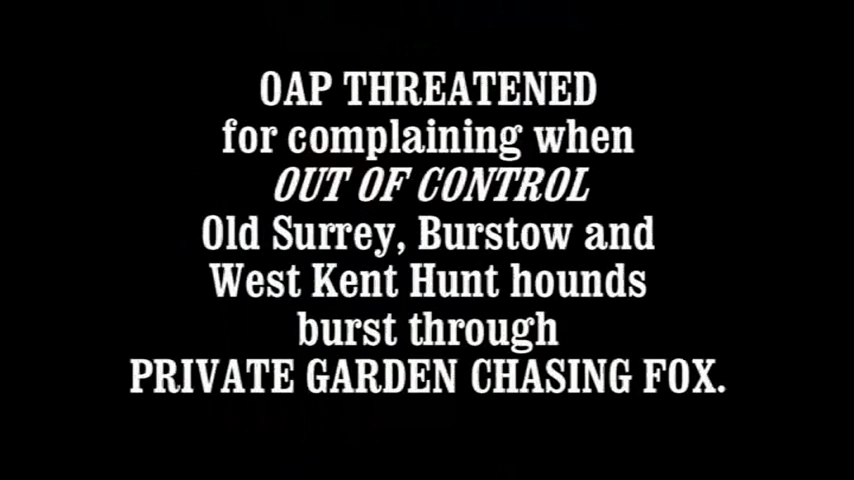 OAP THREATENED
for complaining when
OUT OF CONTROL
Old Surrey, Burstow and
West Kent Hunt hounds
burst through
PRIVATE GARDEN CHASING FOX.